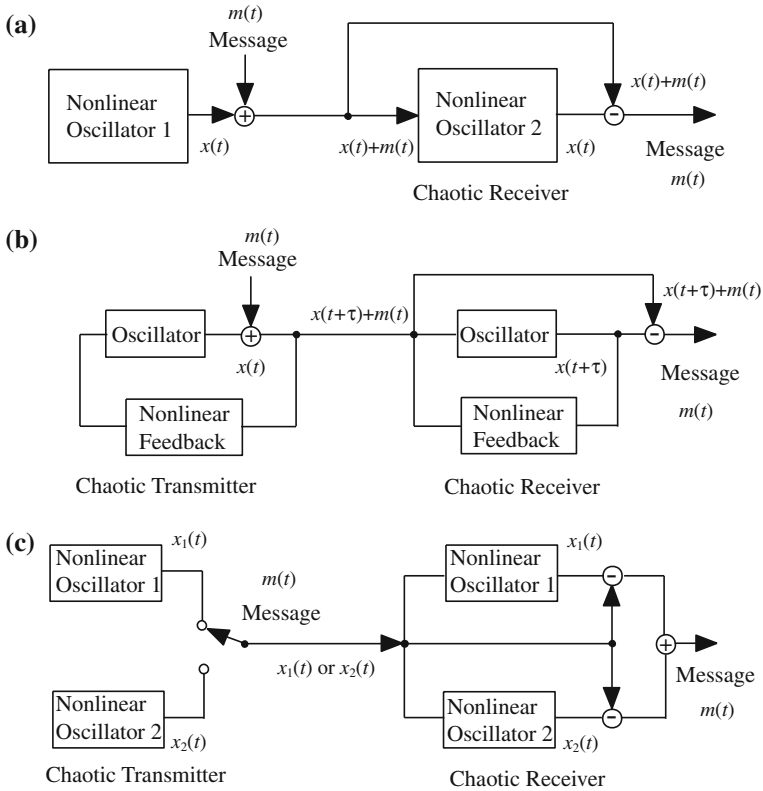 (a)
m(t)
Message
Nonlinear
Oscillator 1
x(t)
+
x(t)+m(t)
Nonlinear
Oscillator 2
x(t)
-
x(t)+m(t)
Message
m(t)
Chaotic Receiver
(b)
m(t)
Message
Oscillator
+
x(t)
x(t+τ)+m(t)
Nonlinear
Feedback
Chaotic Transmitter
Oscillator
x(t+τ)
-
x(t+τ)+m(t)
Message
m(t)
Nonlinear
Feedback
Chaotic Receiver
(c)
Nonlinear
Oscillator 1
x₁(t)
m(t)
Message
x₁(t) or x₂(t)
Nonlinear
Oscillator 2
x₂(t)
Chaotic Transmitter
Nonlinear
Oscillator 1
x₁(t)
-
+
Message
m(t)
Nonlinear
Oscillator 2
x₂(t)
-
Chaotic Receiver